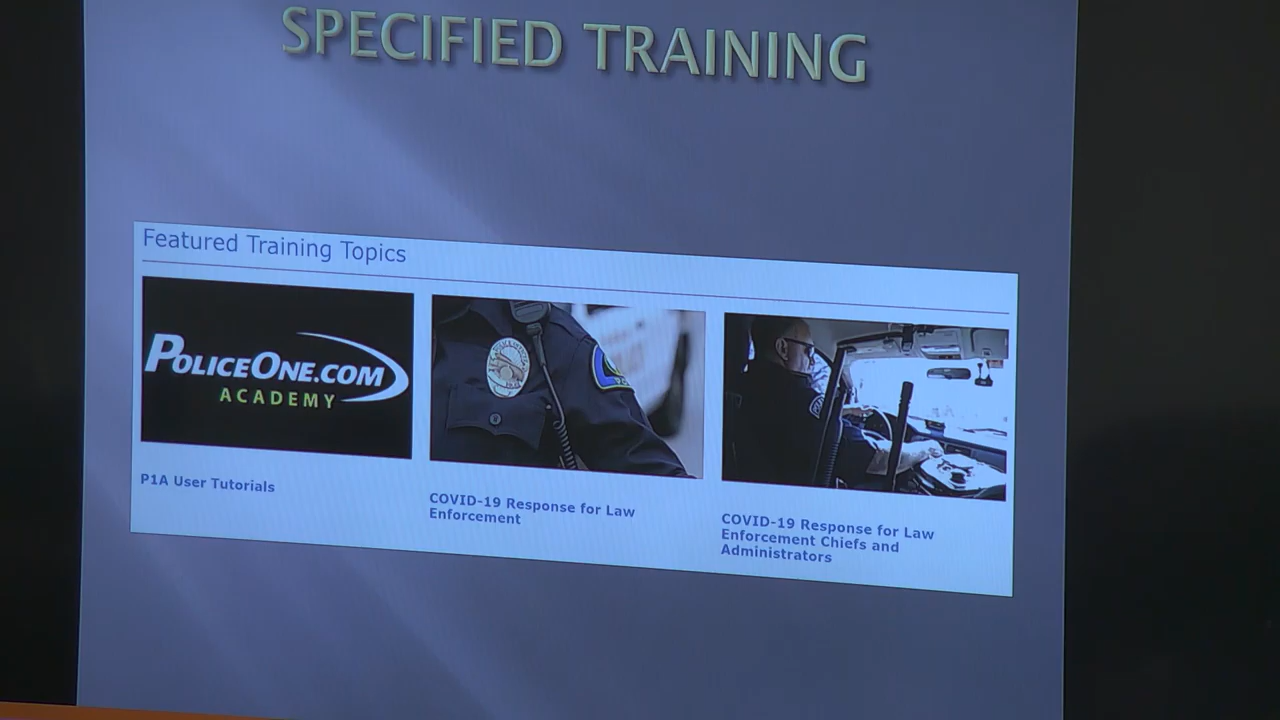 SPECIFIED TRAINING
Featured Training Topics
POLICEONE.COM
ACADEMY
P1A User Tutorials
COVID-19 Response for Law
Enforcement
COVID-19 Response for Law
Enforcement Chiefs and
Administrators